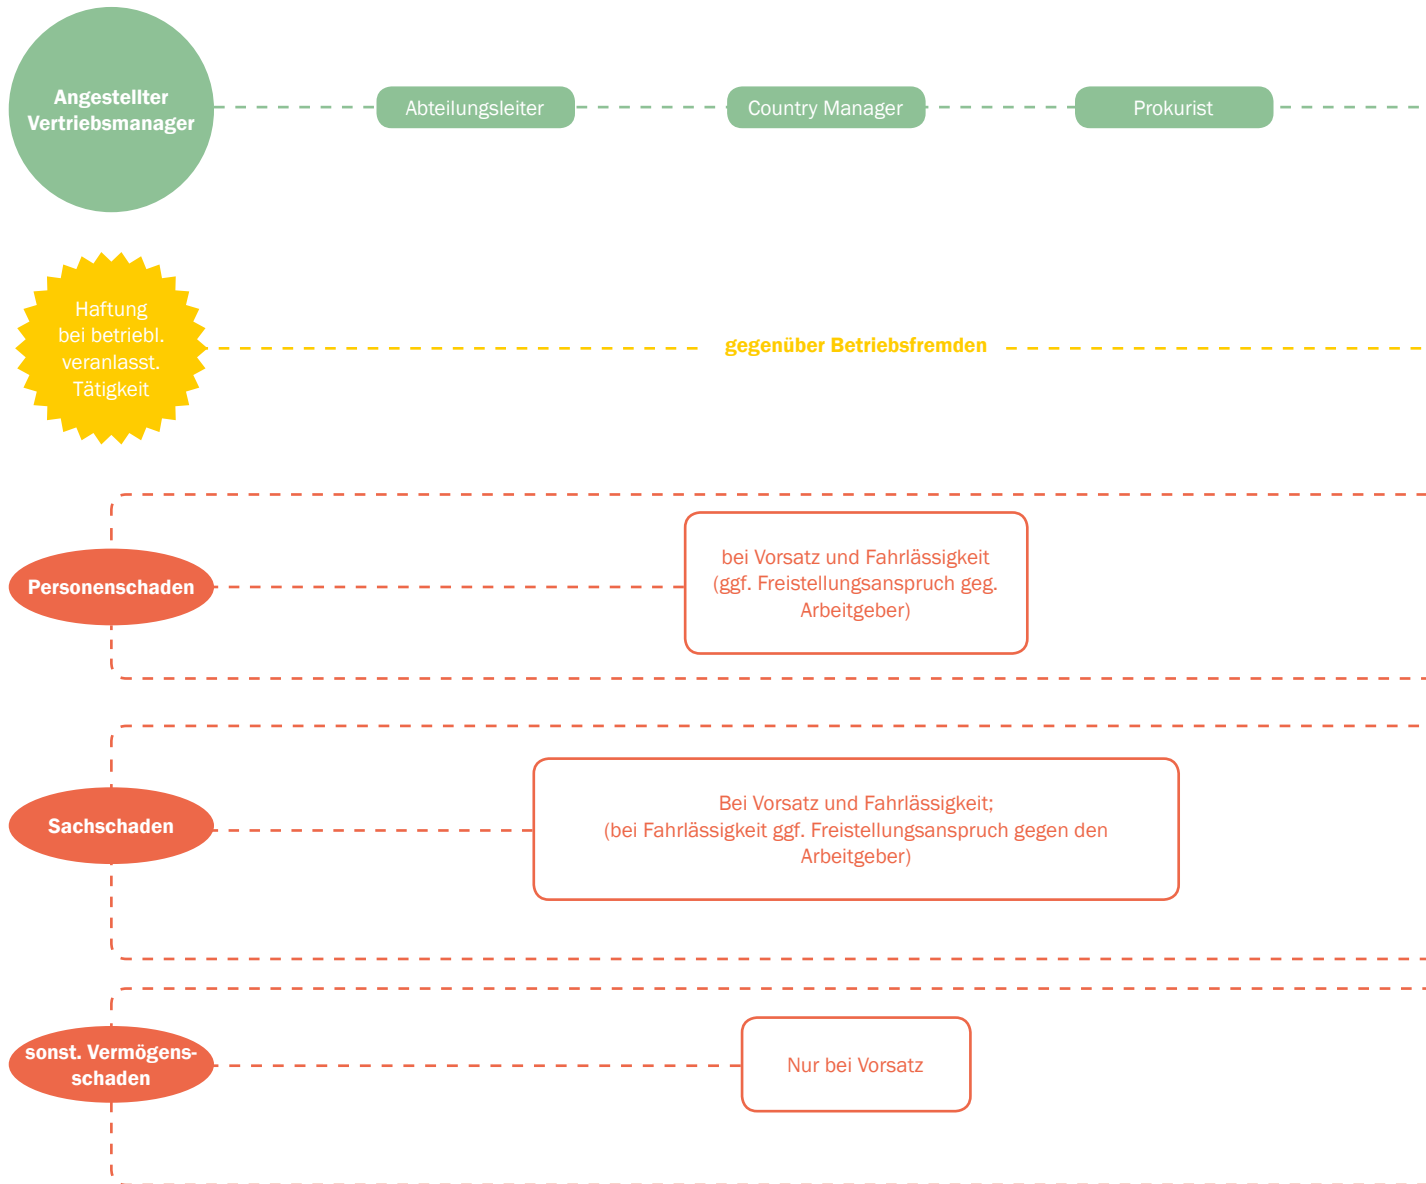 Angestellter
Vertriebsmanager
Abteilungsleiter
Country Manager
Prokurist
Haftung
bei betriebl.
veranlasst.
Tätigkeit
gegenüber Betriebsfremden
Personenschaden
bei Vorsatz und Fahrlässigkeit
(ggf. Freistellungsanspruch geg.
Arbeitgeber)
Sachschaden
Bei Vorsatz und Fahrlässigkeit;
(bei Fahrlässigkeit ggf. Freistellungsanspruch gegen den
Arbeitgeber)
sonst. Vermögens-
schaden
Nur bei Vorsatz